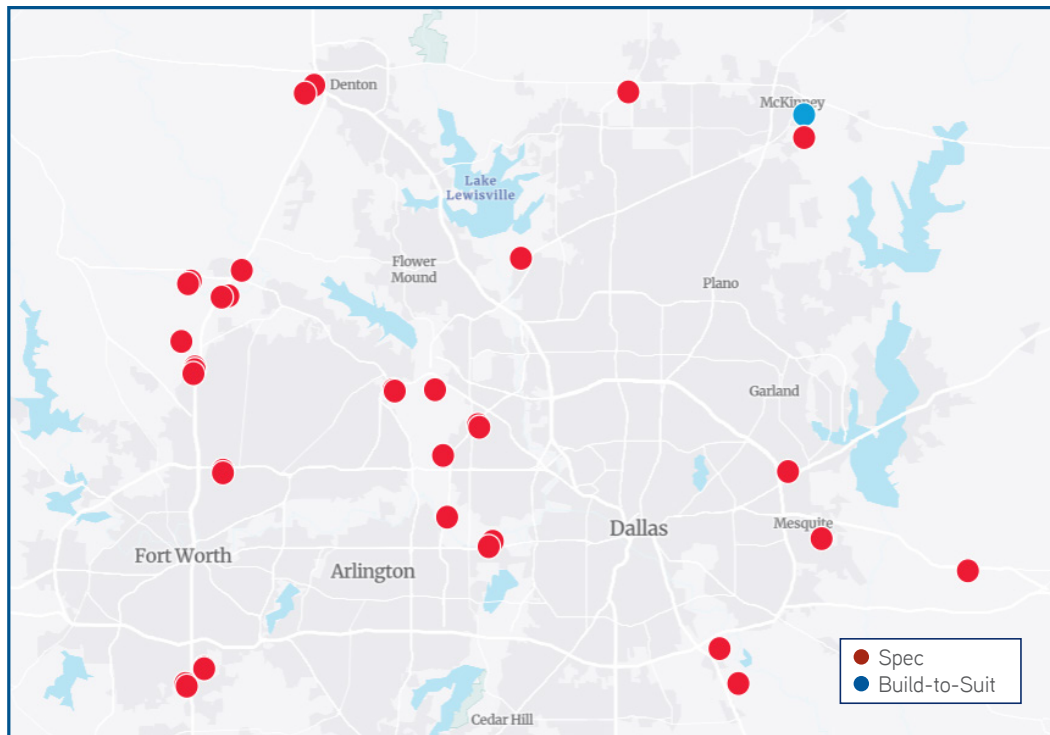 Denton
McKinney
Lake
Lewisville
Flower
Mound
Plano
Garland
Mesquite
Dallas
Fort Worth
Arlington
Spec
Build-to-Suit
Cedar Hill